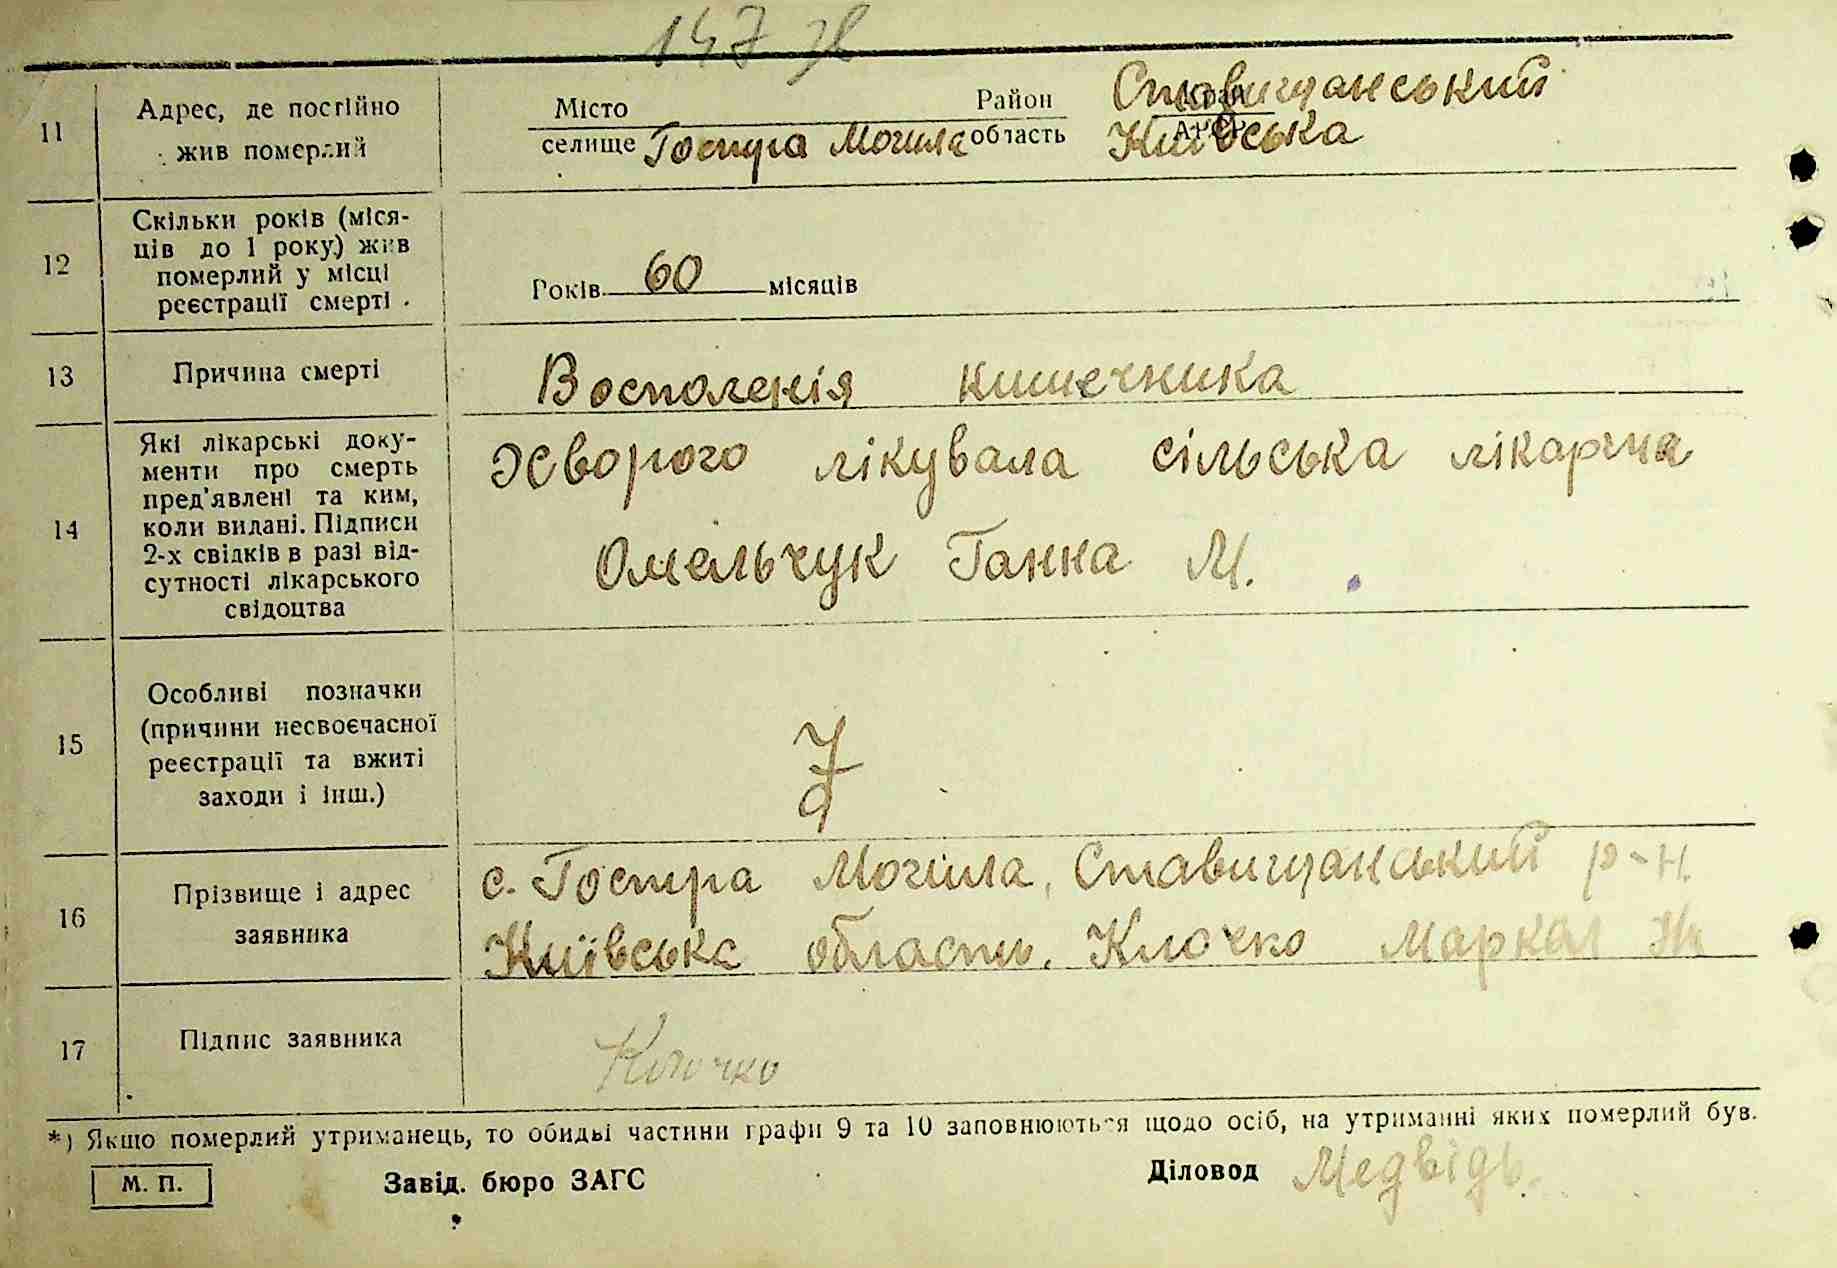 147 зв
11 Адрес, де постійно жив померлий
Місто селище Гостра Могила Район Ставищанський область Київська
Край АРСР
12 Скільки років (міся-
ців до 1 року) жив
померлий у місці
реєстрації смерті.
Років 60 місяців
13 Причина смерті Восполенія кишечника
14 Які лікарські доку-
менти про смерть
пред'явлені та ким,
коли видані. Підписи
2-х свідків в разі від-
сутності лікарського
свідоцтва
Хворого лікувала сільська лікарша
Омельчук Ганна М.
15 Особливі позначки
(причини несвоєчасної
реєстрації та вжиті
заходи і інш.)
16 Прізвище і адрес
заявника
с. Гостра Могила, Ставищанський р-н.
Київська область. Клочко
17 Підпис заявника Клочко
*) Якщо померлий утриманець, то обидві частини графи 9 та 10 заповнюються щодо осіб, на утриманні яких померлий був.
М. П. Завід. бюро ЗАГС Діловод Медвідь.